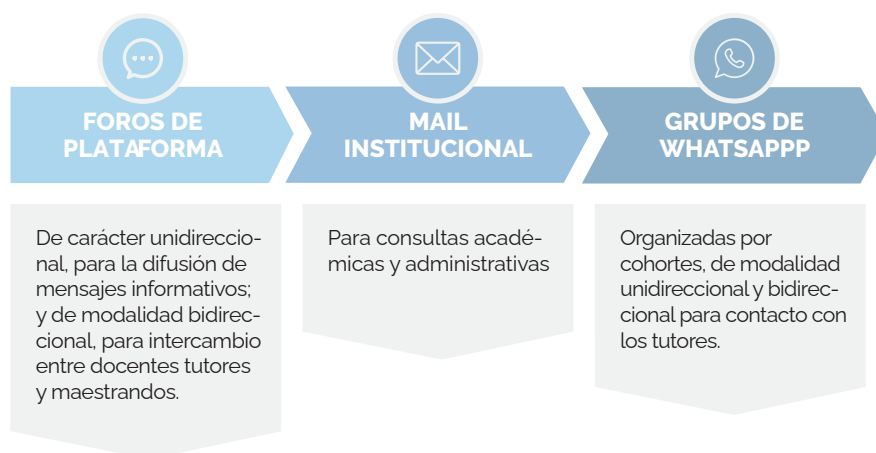 FOROS DE
PLATAFORMA
De carácter unidireccio-
nal, para la difusión de
mensajes informativos;
y de modalidad bidirec-
cional, para intercambio
entre docentes tutores
y maestrandos.
MAIL
INSTITUCIONAL
Para consultas acadé-
micas y administrativas
GRUPOS DE
WHATSAPPP
Organizadas por
cohortes, de modalidad
unidireccional y bidirec-
cional para contacto con
los tutores.